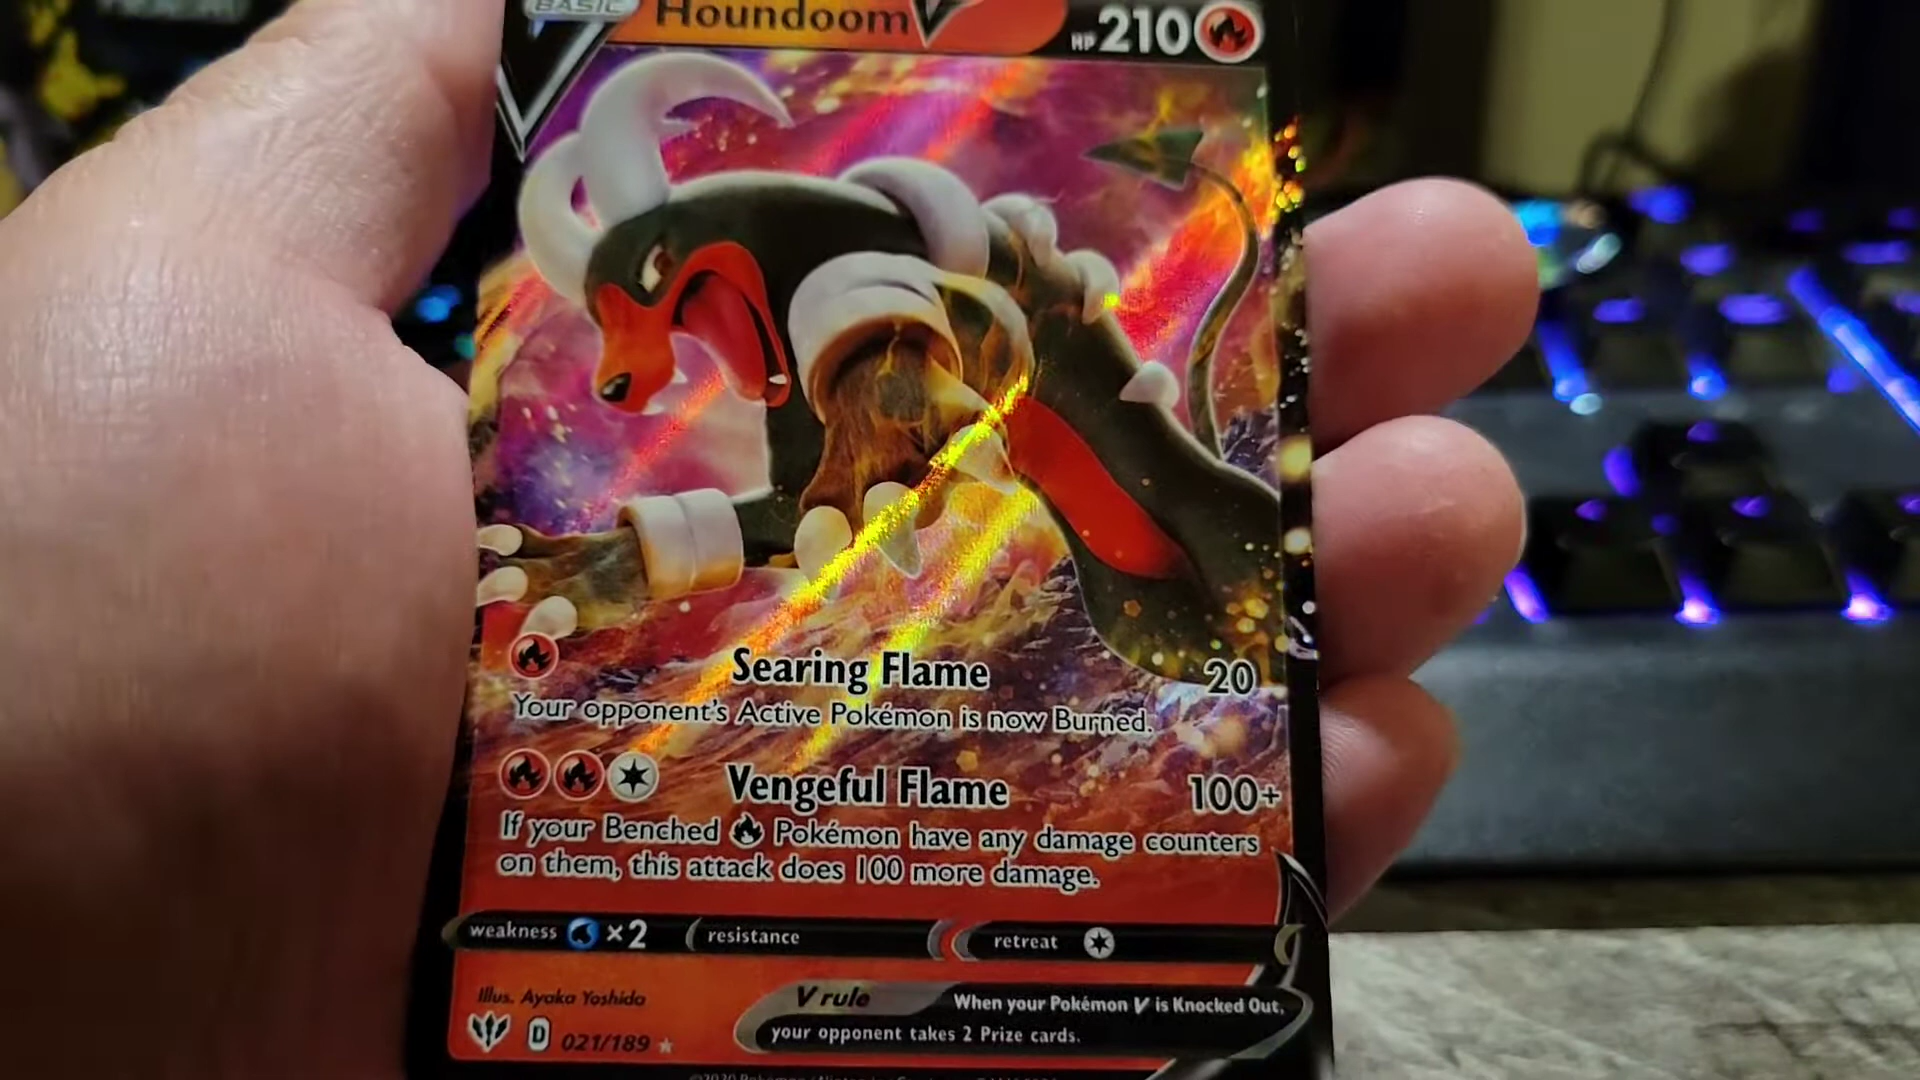 BASIC
Houndoom V
HP 210
Searing Flame 20
Your opponent's Active Pokémon is now Burned.
Vengeful Flame 100+
If your Benched Pokémon have any damage counters
on them, this attack does 100 more damage.
weakness ×2 resistance retreat
Illus. Ayaka Yoshida
D 021/189
V rule When your Pokémon V is Knocked Out,
your opponent takes 2 Prize cards.